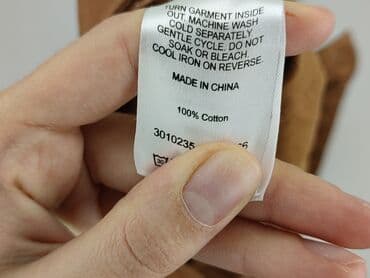 TURN GARMENT INSIDE
OUT. MACHINE WASH
COLD SEPARATELY
GENTLE CYCLE. DO NOT
SOAK OR BLEACH.
COOL IRON ON REVERSE.
MADE IN CHINA
100% Cotton
3010235